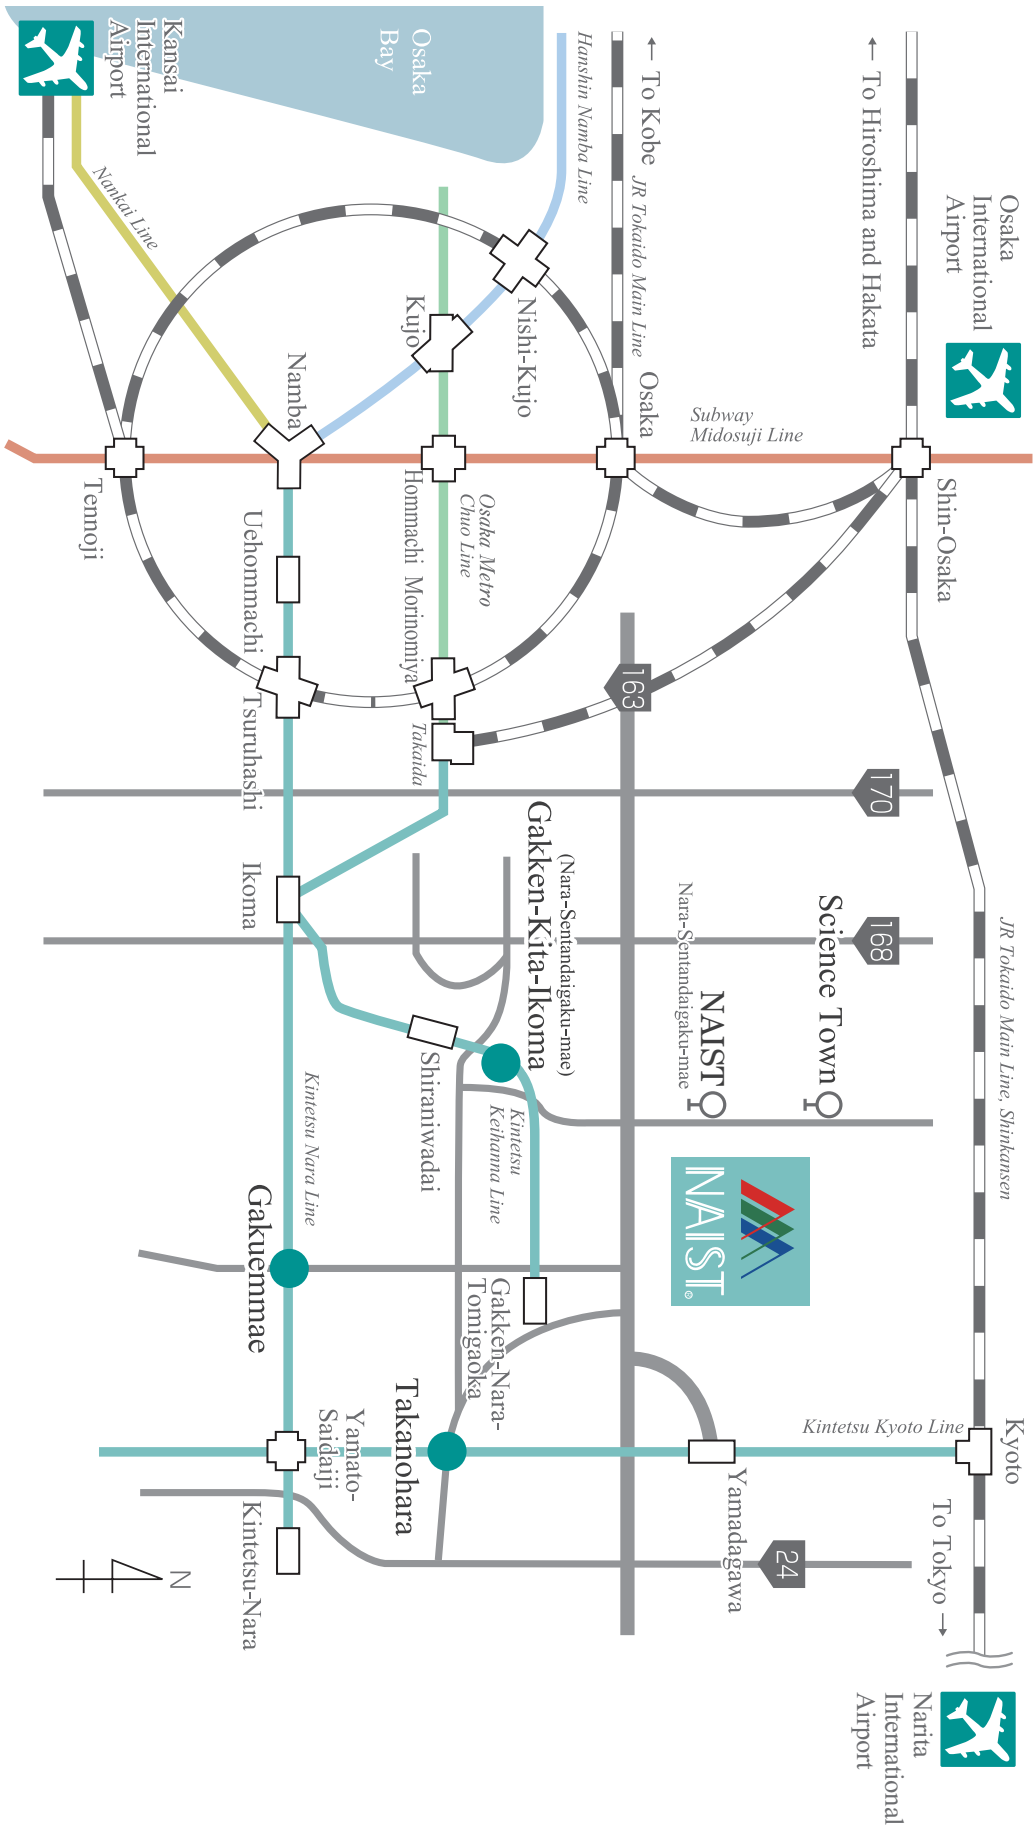 Osaka
International
Airport
Narita
International
Airport
Kansai
International
Airport
← To Hiroshima and Hakata
Shin-Osaka
JR Tokaido Main Line, Shinkansen
Kyoto
To Tokyo →
← To Kobe
JR Tokaido Main Line
Osaka
Subway
Midosuji Line
Kintetsu Kyoto Line
170
168
24
163
Science Town
NAIST
Nara-Sentandaigaku-mae
NAIST
Yamadagawa
Hanshin Namba Line
Osaka
Bay
Nishi-Kujo
Kujo
(Nara-Sentandaigaku-mae)
Gakken-Kita-Ikoma
Kintetsu
Keihanna Line
Osaka Metro
Chuo Line
Hommachi
Morinomiya
Takaida
Shiraniwadai
Gakken-Nara-
Tomigaoka
Takanohara
Namba
Uehommachi
Tsuruhashi
Ikoma
Kintetsu Nara Line
Gakuemmae
Yamato-
Saidaiji
Kintetsu-Nara
Nankai Line
Tennoji
N